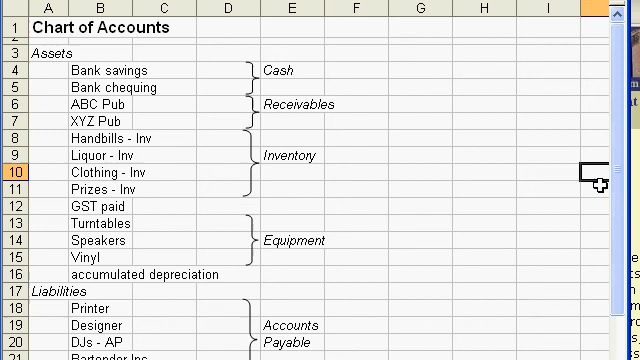 A B C D E F G H I
1 Chart of Accounts
2
3 Assets
4 Bank savings Cash
5 Bank chequing
6 ABC Pub Receivables
7 XYZ Pub
8 Handbills - Inv
9 Liquor - Inv Inventory
10 Clothing - Inv
11 Prizes - Inv
12 GST paid
13 Turntables
14 Speakers Equipment
15 Vinyl
16 accumulated depreciation
17 Liabilities
18 Printer
19 Designer Accounts
20 DJs - AP Payable
21 Bartender Inc